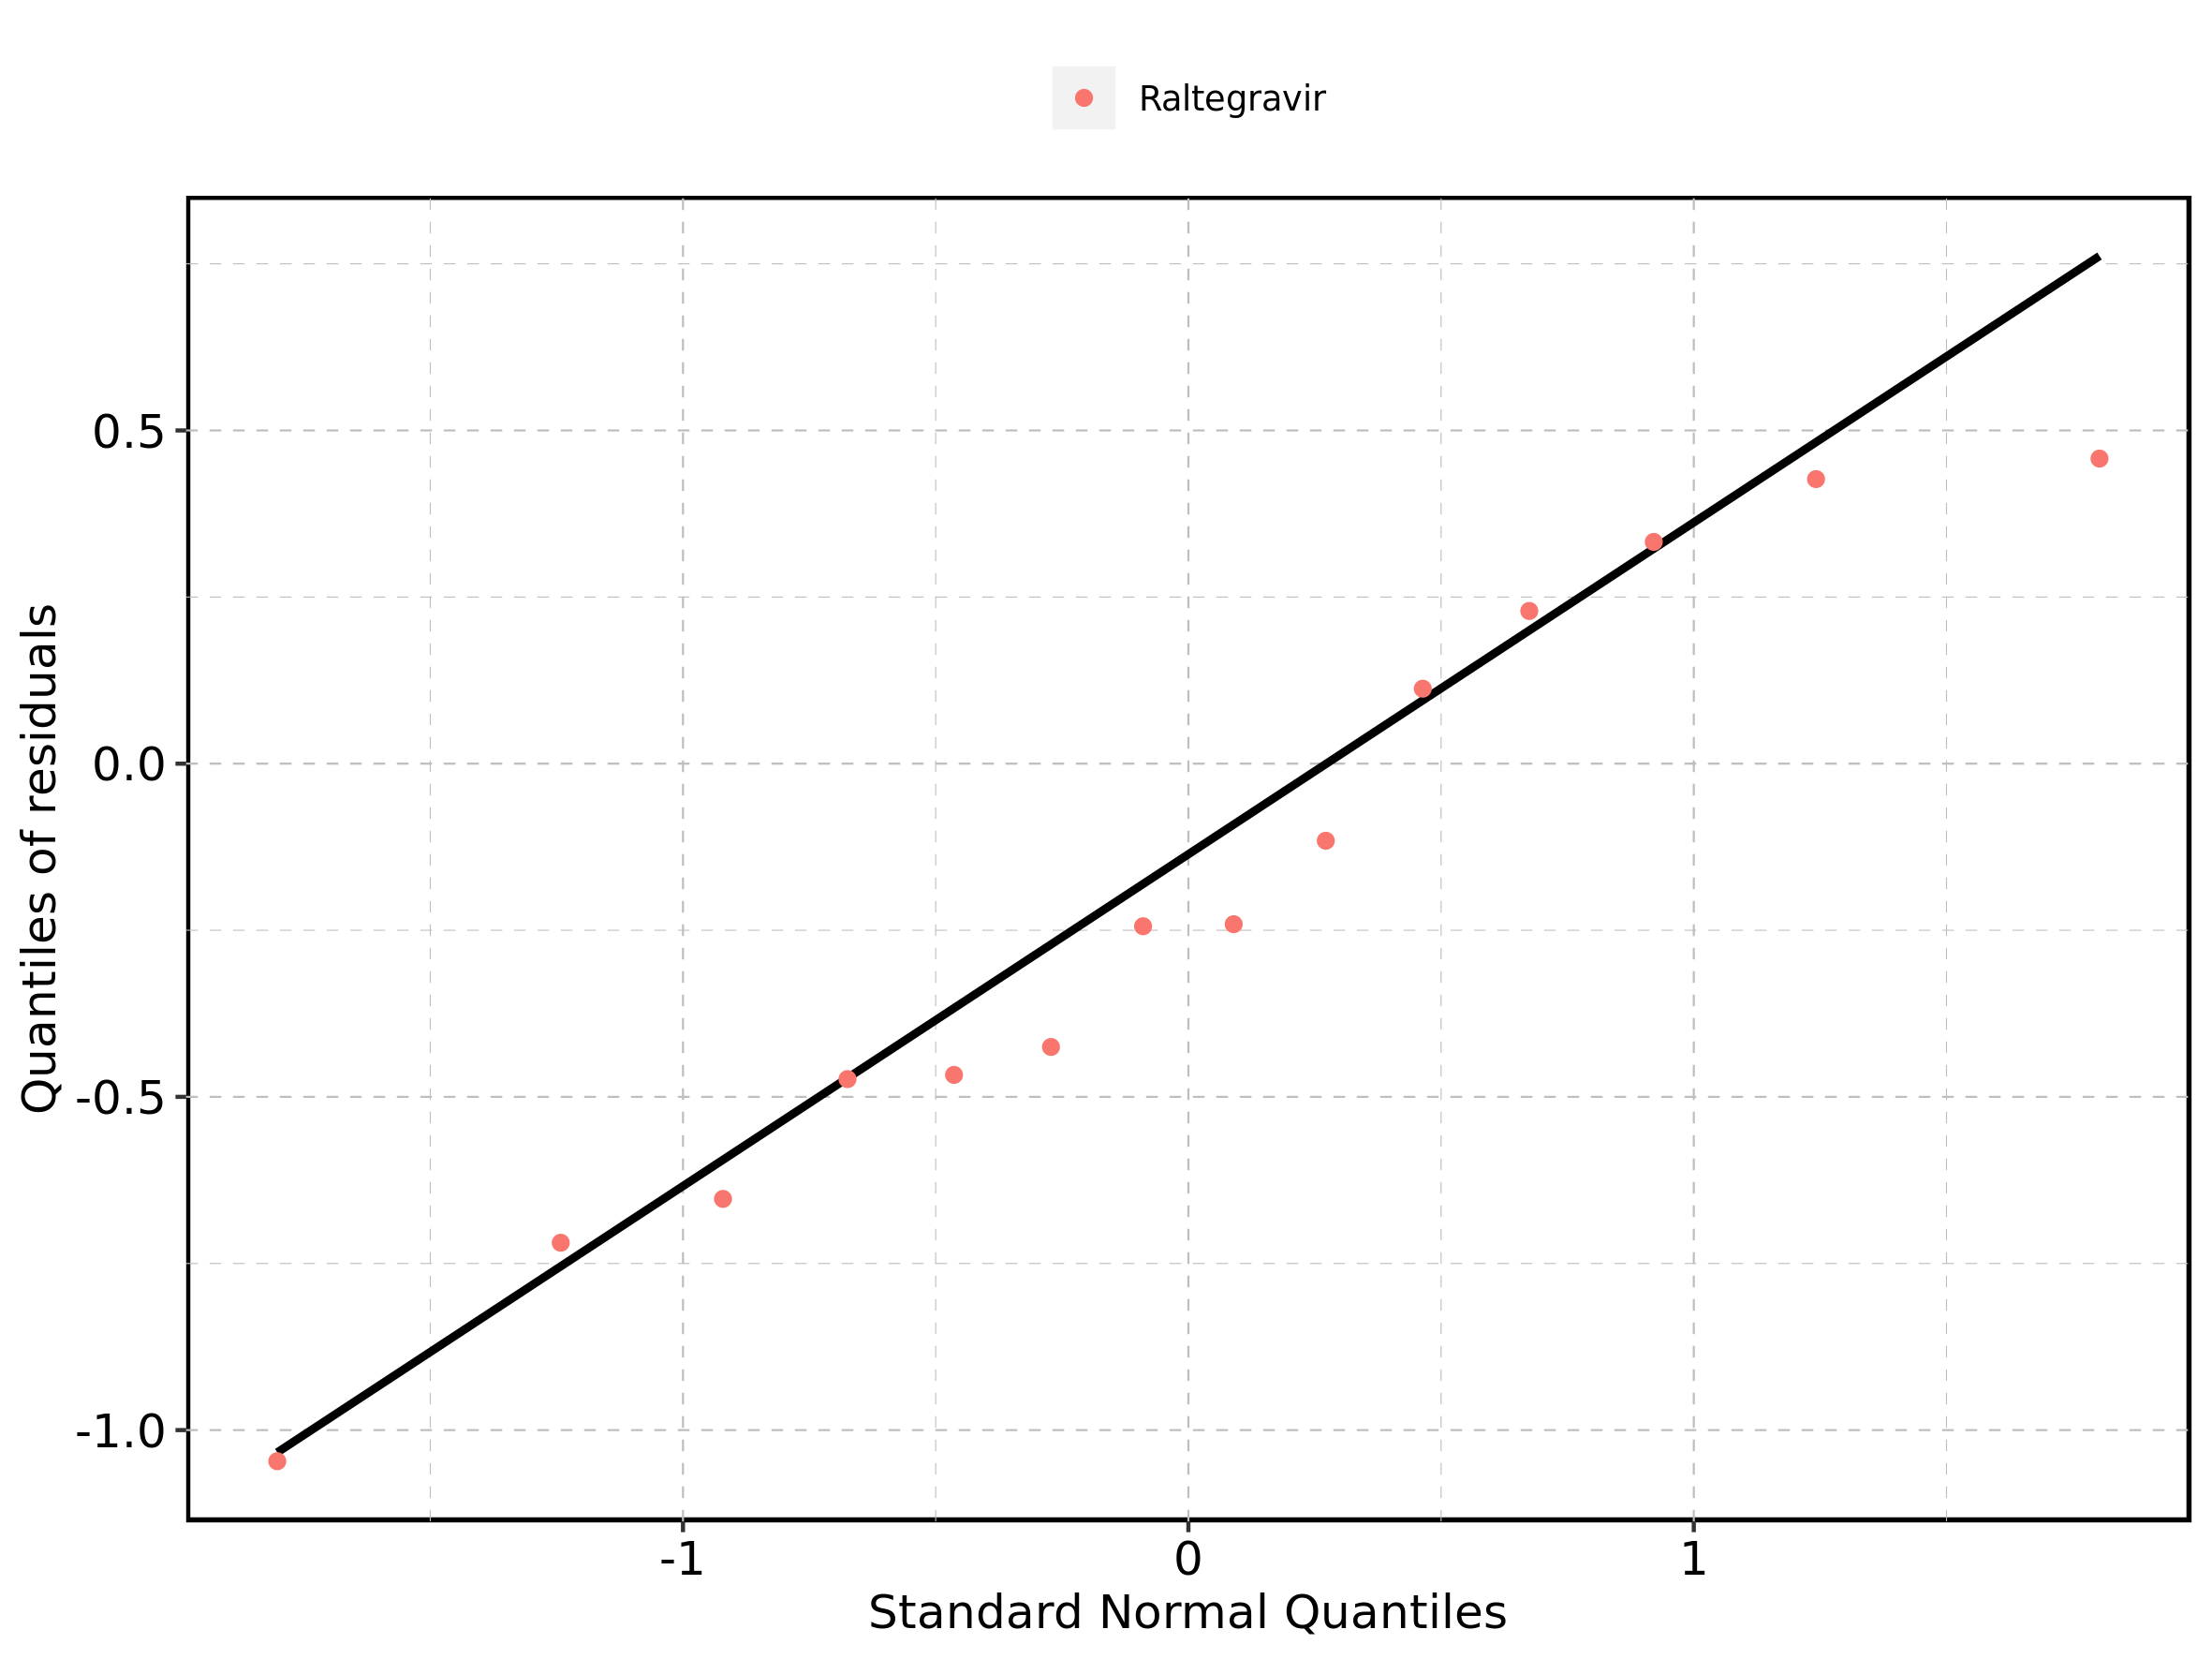 Raltegravir
0.5
0.0
-0.5
-1.0
Quantiles of residuals
-1
0
1
Standard Normal Quantiles